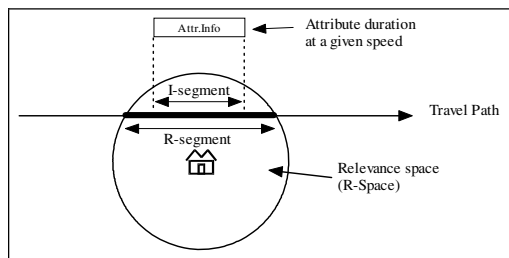 Attr.Info
Attribute duration
at a given speed
I-segment
Travel Path
R-segment
Relevance space
(R-Space)